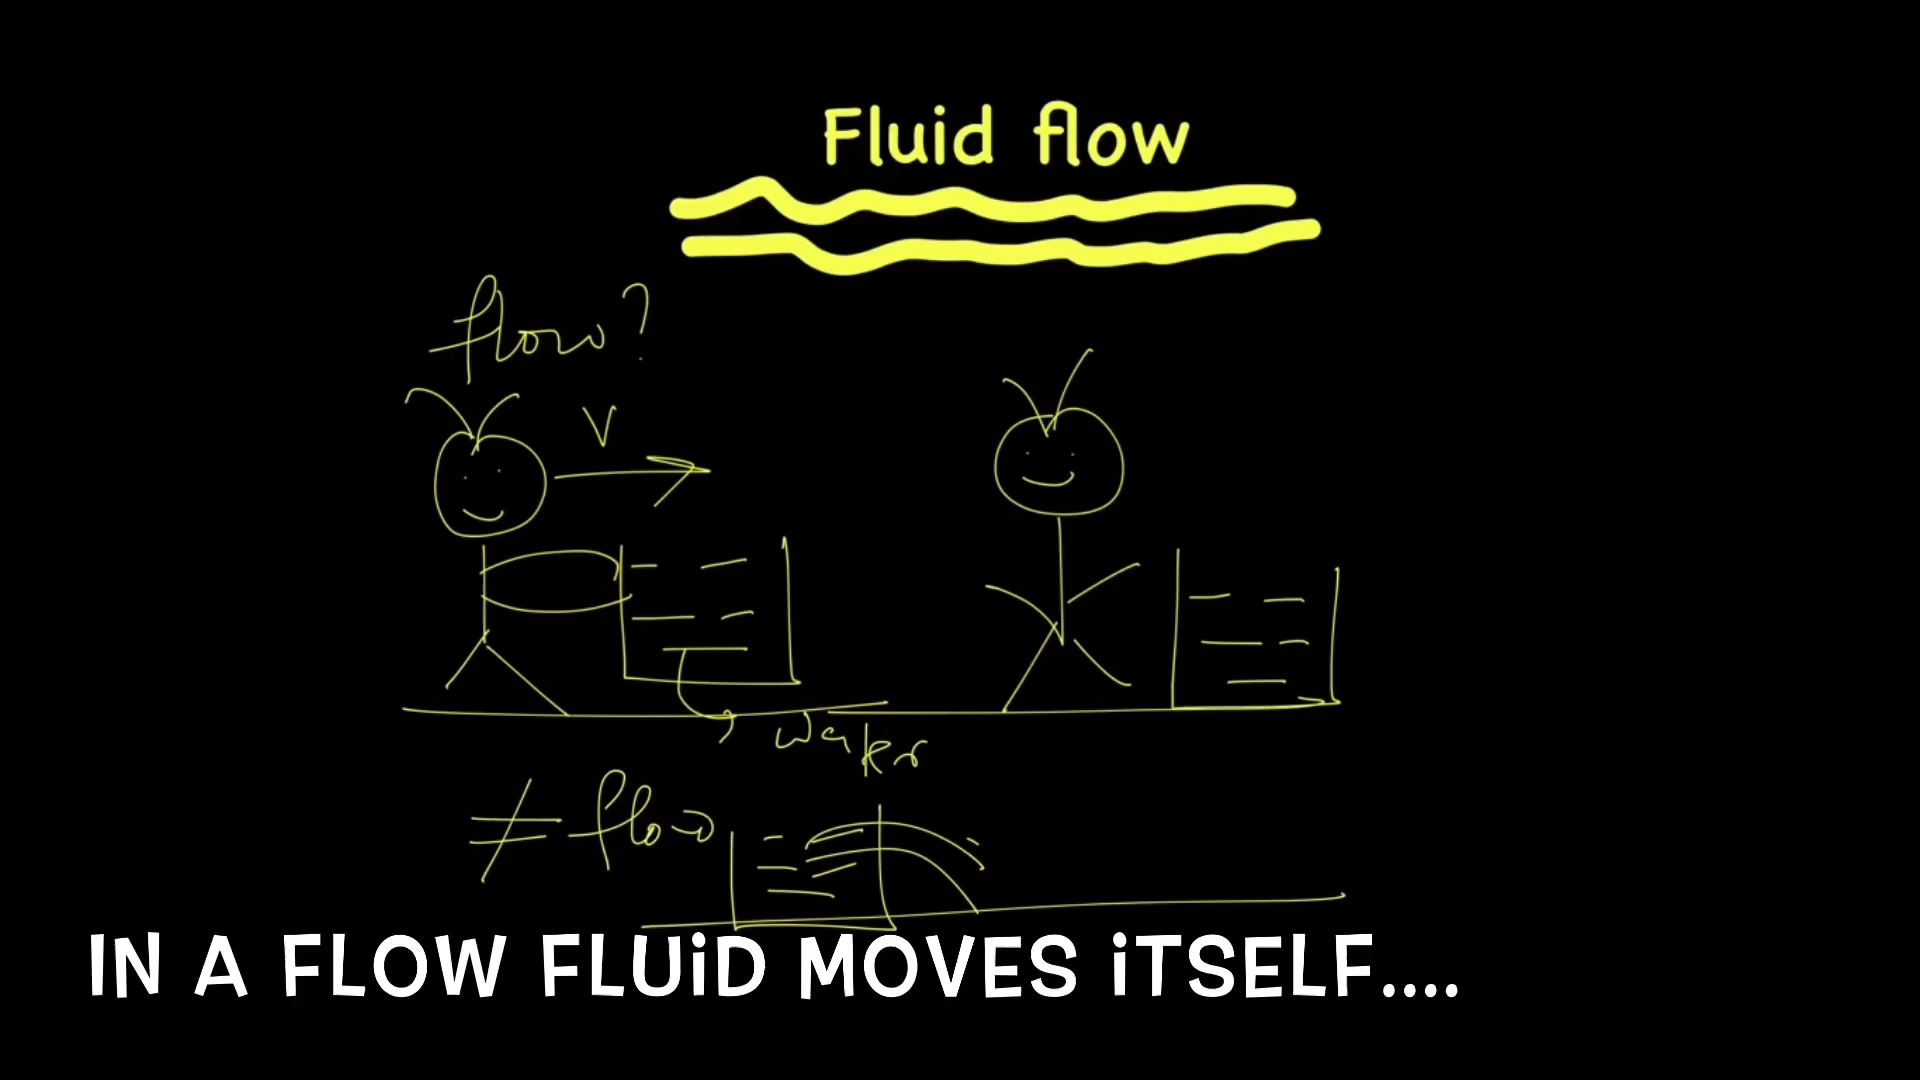 Fluid flow
flow?
V
water
≠ flow
IN A FLOW FLUiD MOVES iTSELF....